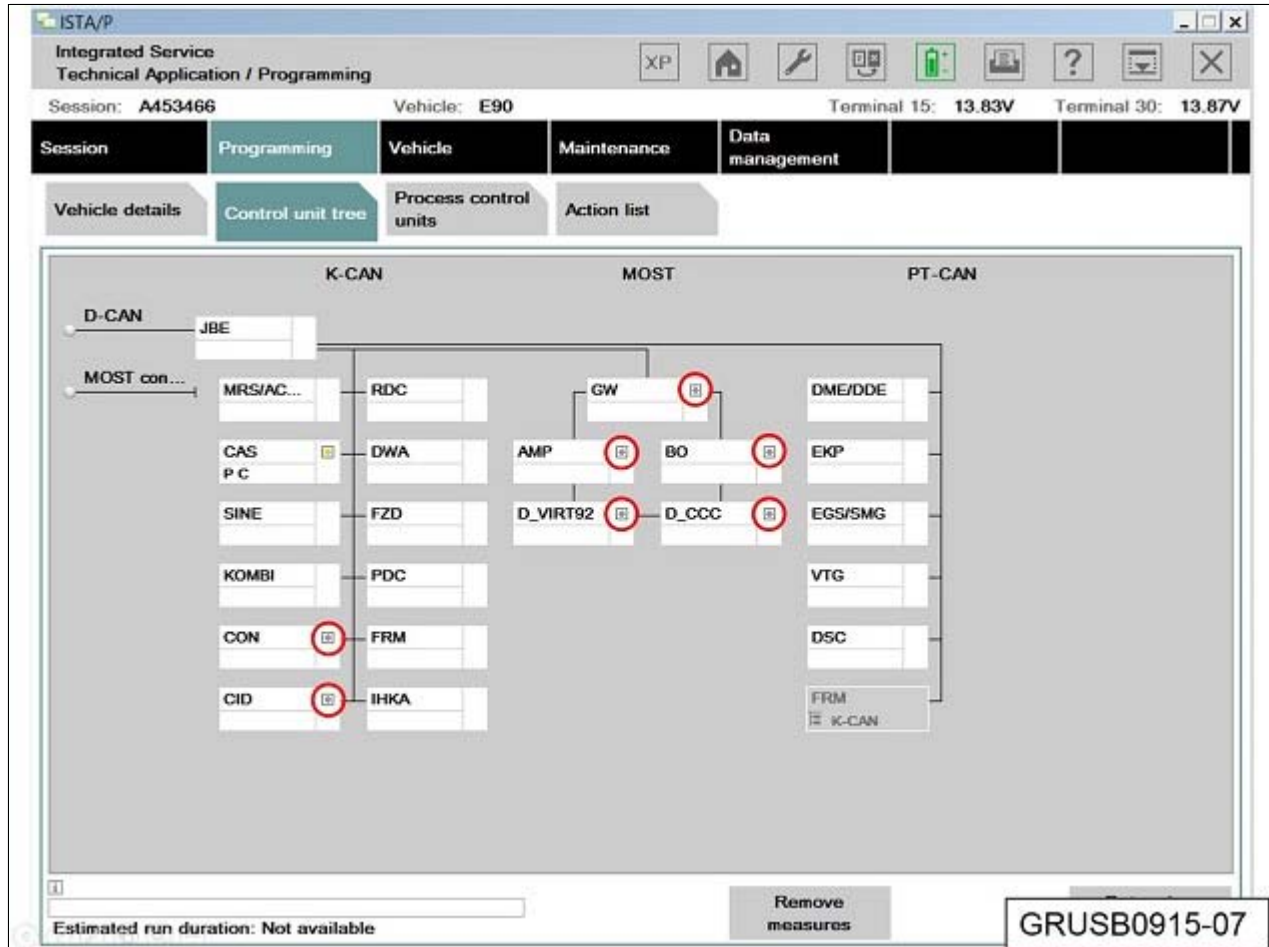 ISTA/P
Integrated Service
Technical Application / Programming
XP
?
Session: A453466 Vehicle: E90 Terminal 15: 13.83V Terminal 30: 13.87V
Session Programming Vehicle Maintenance Data management
Vehicle details Control unit tree Process control units Action list
K-CAN MOST PT-CAN
D-CAN
JBE
MOST con...
MRS/AC... RDC GW DME/DDE
CAS DWA AMP BO EKP
P C
SINE FZD D_VIRT92 D_CCC EGS/SMG
KOMBI PDC VTG
CON FRM DSC
CID IHKA FRM
K-CAN
Remove
measures
Estimated run duration: Not available
GRUSB0915-07